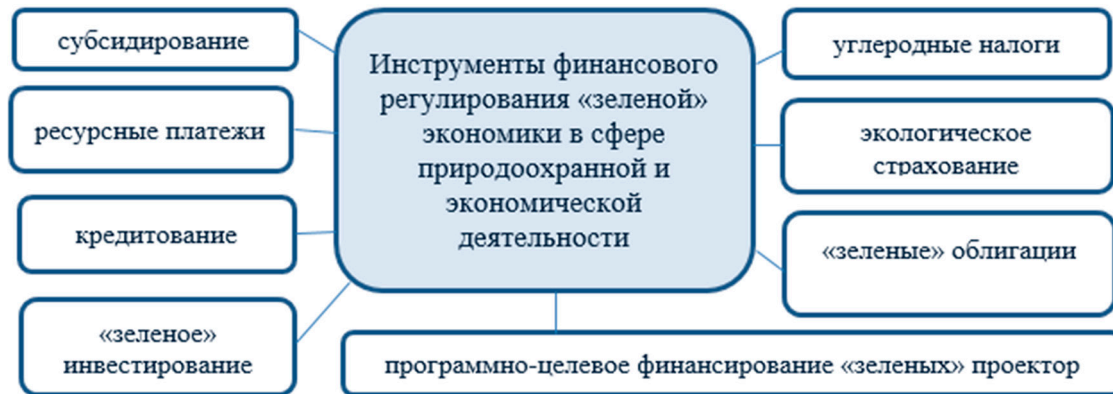 субсидирование
ресурсные платежи
кредитование
«зеленое»
инвестирование
Инструменты финансового
регулирования «зеленой»
экономики в сфере
природоохранной и
экономической
деятельности
углеродные налоги
экологическое
страхование
«зеленые» облигации
программно-целевое финансирование «зеленых» проектор